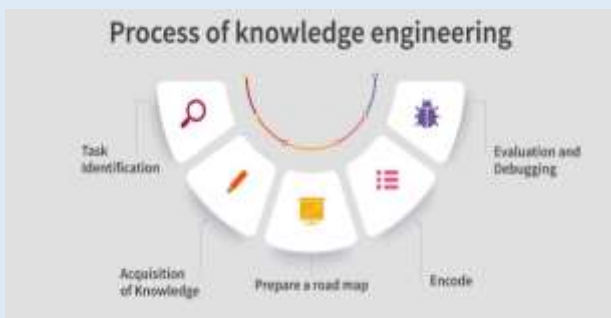 Process of knowledge engineering
Task
Identification
Acquisition
of Knowledge
Prepare a road map
Encode
Evaluation and
Debugging